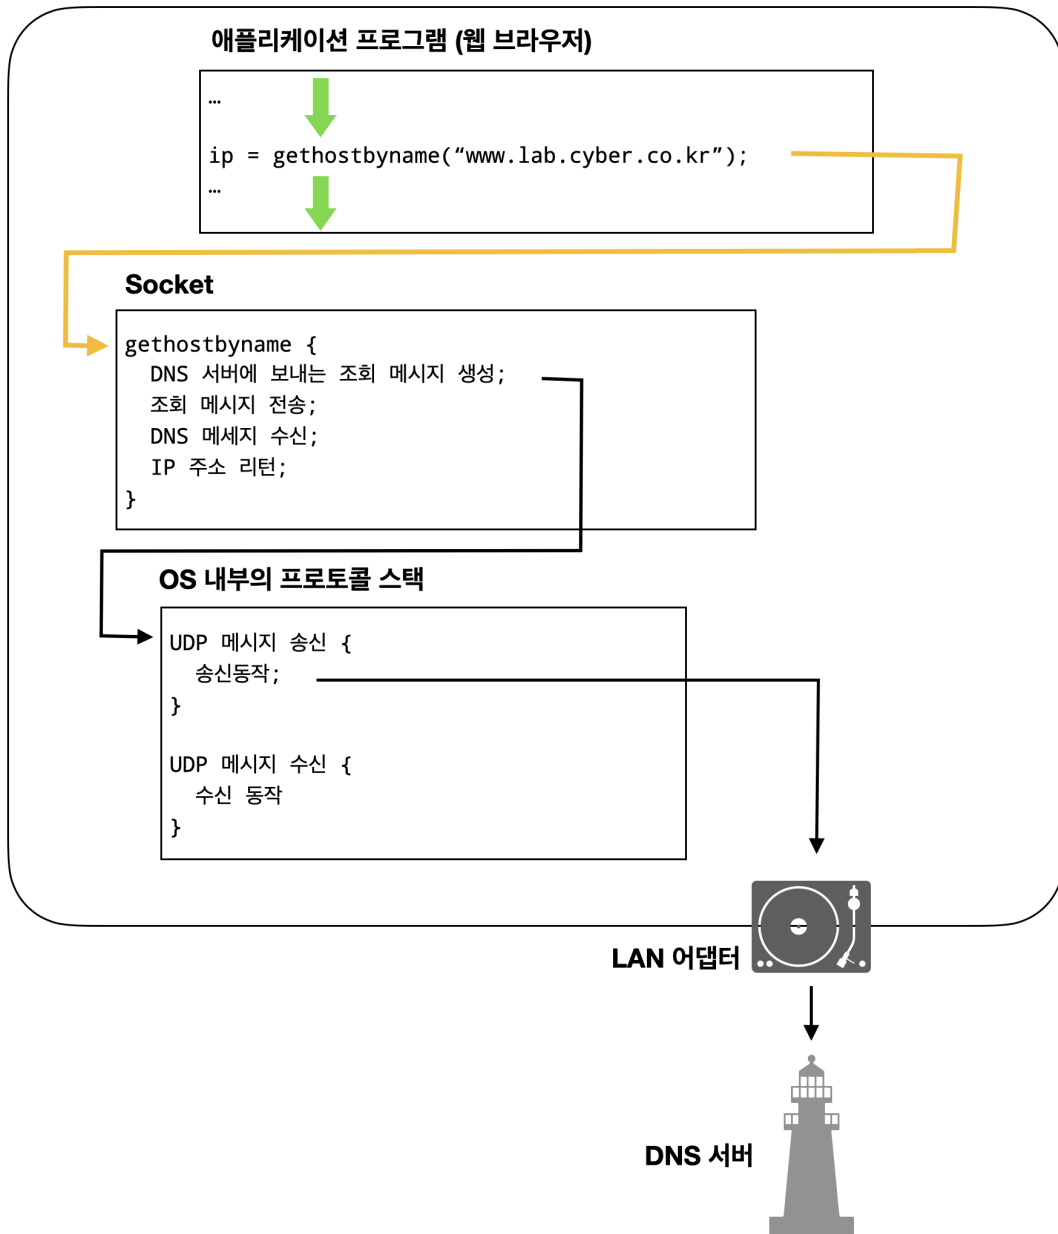 애플리케이션 프로그램 (웹 브라우저)
…
ip = gethostbyname(“www.lab.cyber.co.kr”);
…
Socket
gethostbyname {
DNS 서버에 보내는 조회 메시지 생성;
조회 메시지 전송;
DNS 메세지 수신;
IP 주소 리턴;
}
OS 내부의 프로토콜 스택
UDP 메시지 송신 {
송신동작;
}
UDP 메시지 수신 {
수신 동작
}
LAN 어댑터
DNS 서버